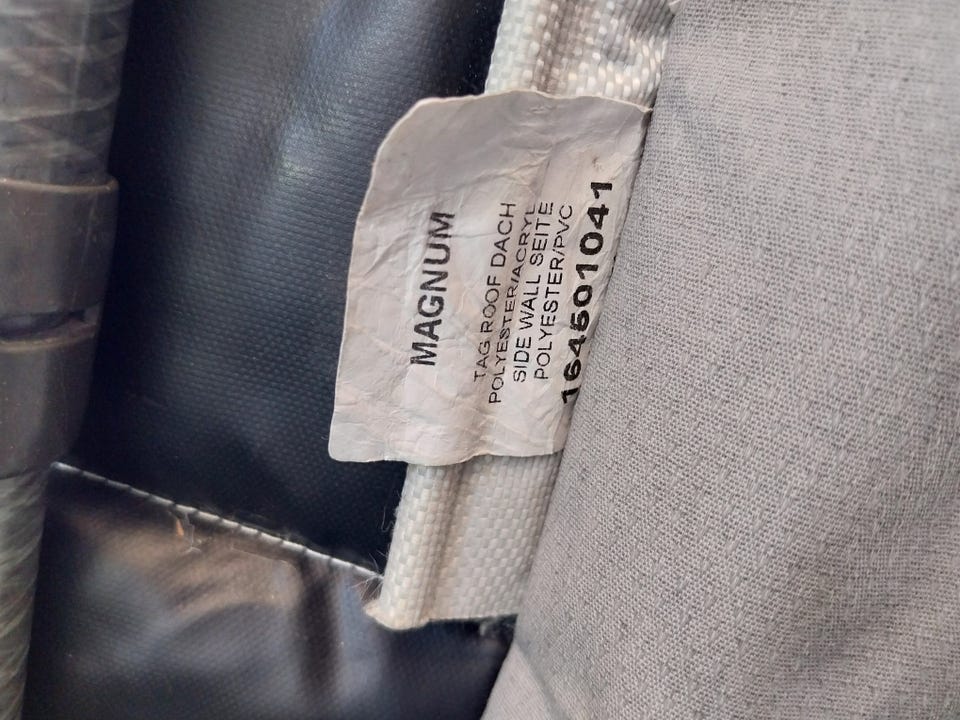 MAGNUM
TAG ROOF DACH
POLYESTER/ACRYL
SIDE WALL SEITE
POLYESTER/PVC
164501041